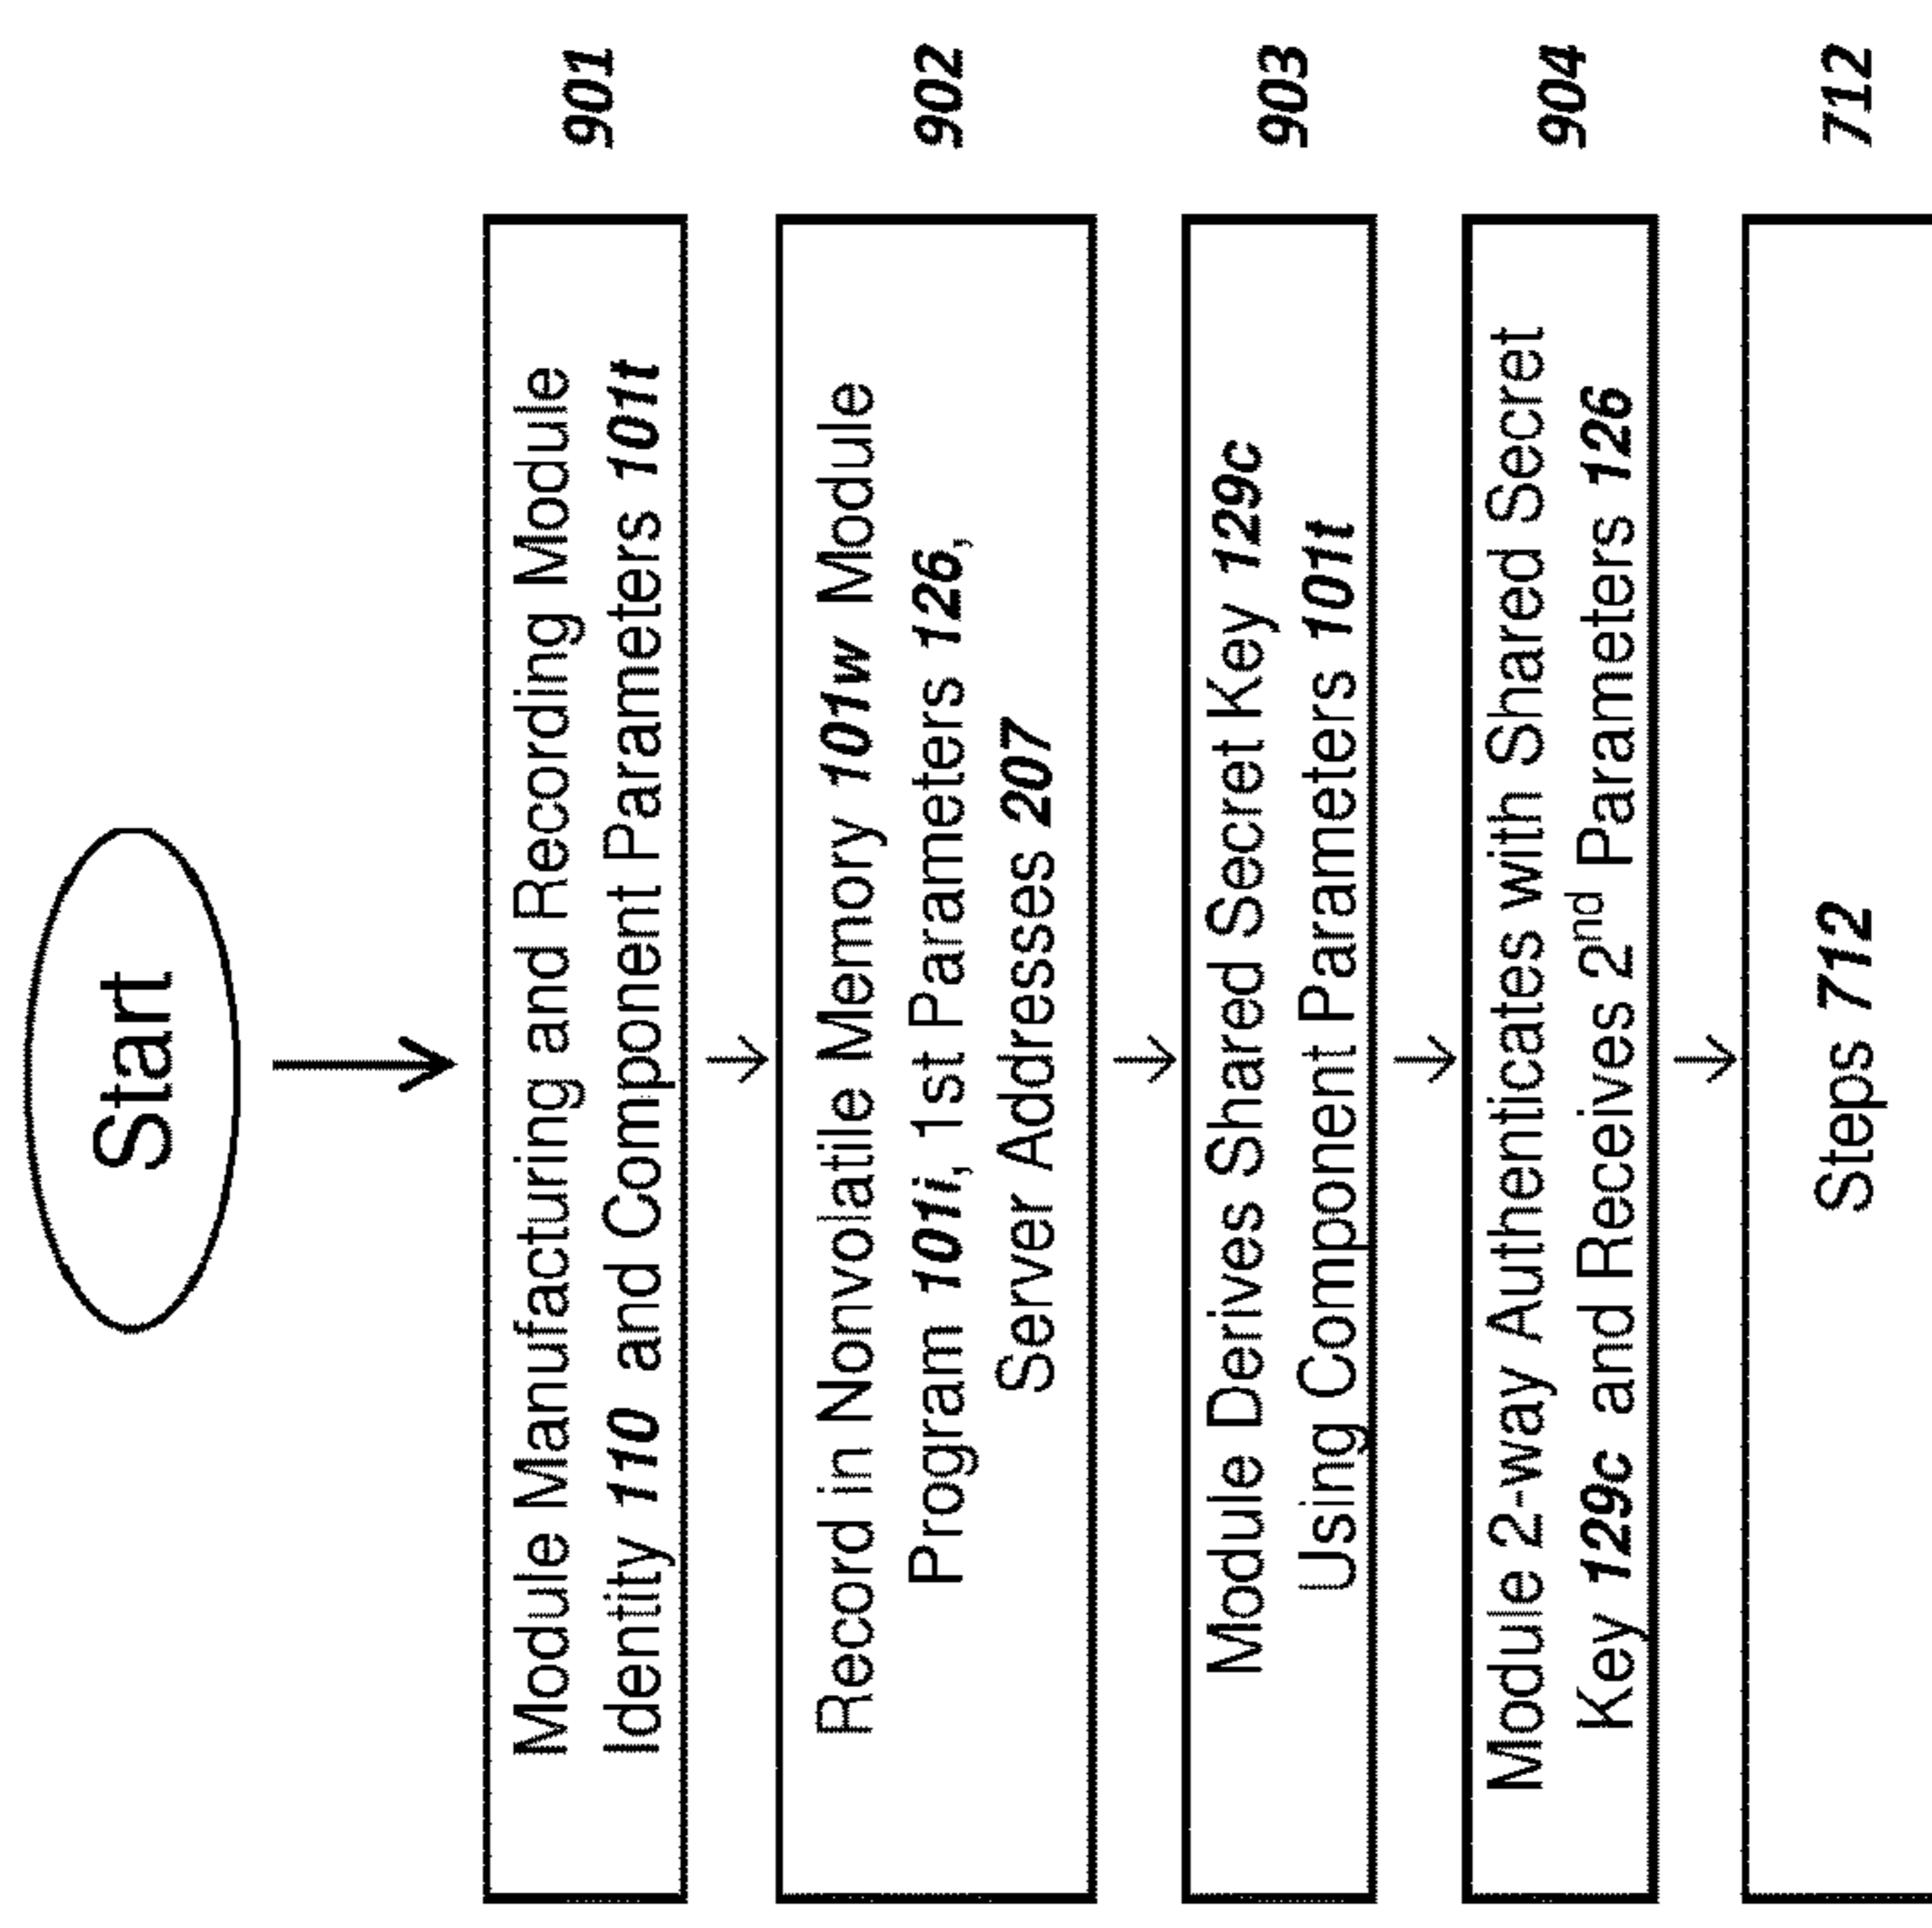 Start
901
Module Manufacturing and Recording Module
Identity 110 and Component Parameters 101t
902
Record in Nonvolatile Memory 101w Module
Program 101i, 1st Parameters 126,
Server Addresses 207
903
Module Derives Shared Secret Key 129c
Using Component Parameters 101t
904
Module 2-way Authenticates with Shared Secret
Key 129c and Receives 2nd Parameters 126
712
Steps 712